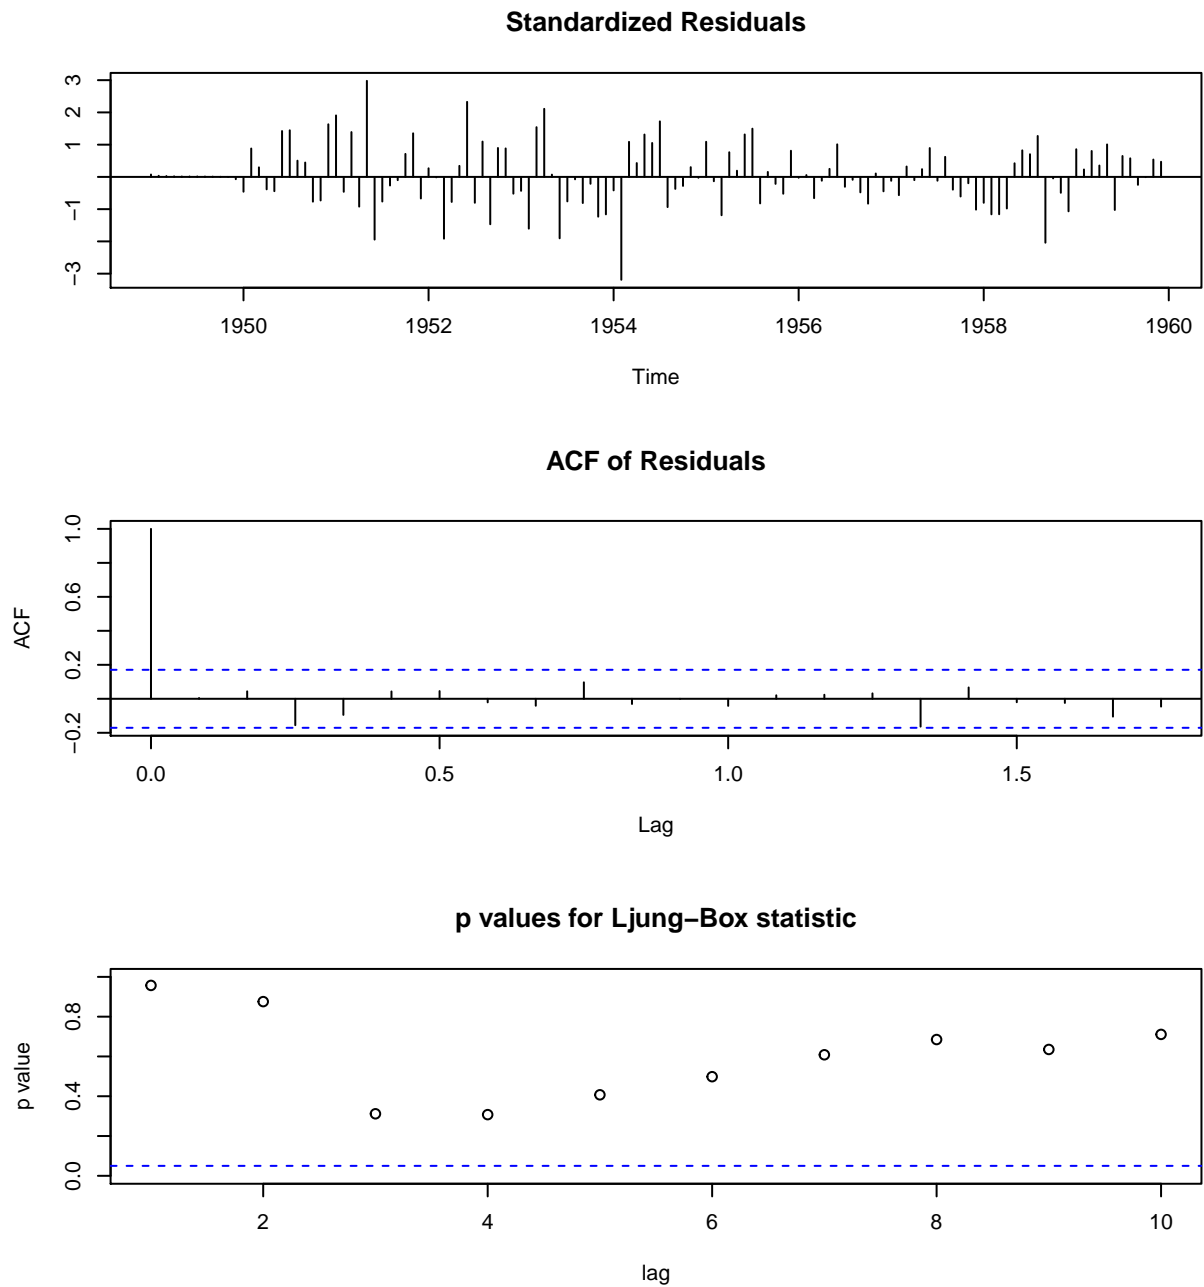 Standardized Residuals
3
2
1
−1
−3
1950 1952 1954 1956 1958 1960
Time
ACF of Residuals
ACF
1.0
0.6
0.2
−0.2
0.0 0.5 1.0 1.5
Lag
p values for Ljung−Box statistic
p value
0.8
0.4
0.0
2 4 6 8 10
lag